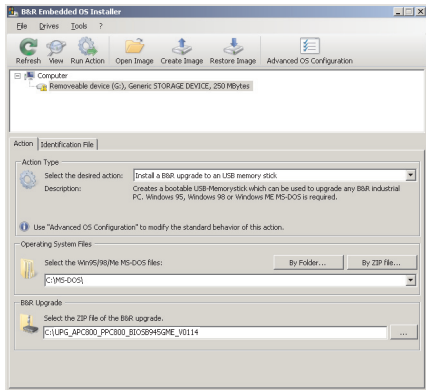 B&R Embedded OS Installer
File Drives Tools ?
Refresh View Run Action Open Image Create Image Restore Image Advanced OS Configuration
Computer
Removeable device (G:), Generic STORAGE DEVICE, 250 MBytes
Action Identification File
Action Type
Select the desired action: Install a B&R upgrade to an USB memory stick
Description: Creates a bootable USB-Memorystick which can be used to upgrade any B&R industrial
PC. Windows 95, Windows 98 or Windows ME MS-DOS is required.
Use "Advanced OS Configuration" to modify the standard behavior of this action.
Operating System Files
Select the Win95/98/Me MS-DOS files: By Folder... By ZIP file...
C:\MS-DOS\
B&R Upgrade
Select the ZIP file of the B&R upgrade.
C:\UPG_APC800_PPC800_BIOSB945GME_V0114 ...